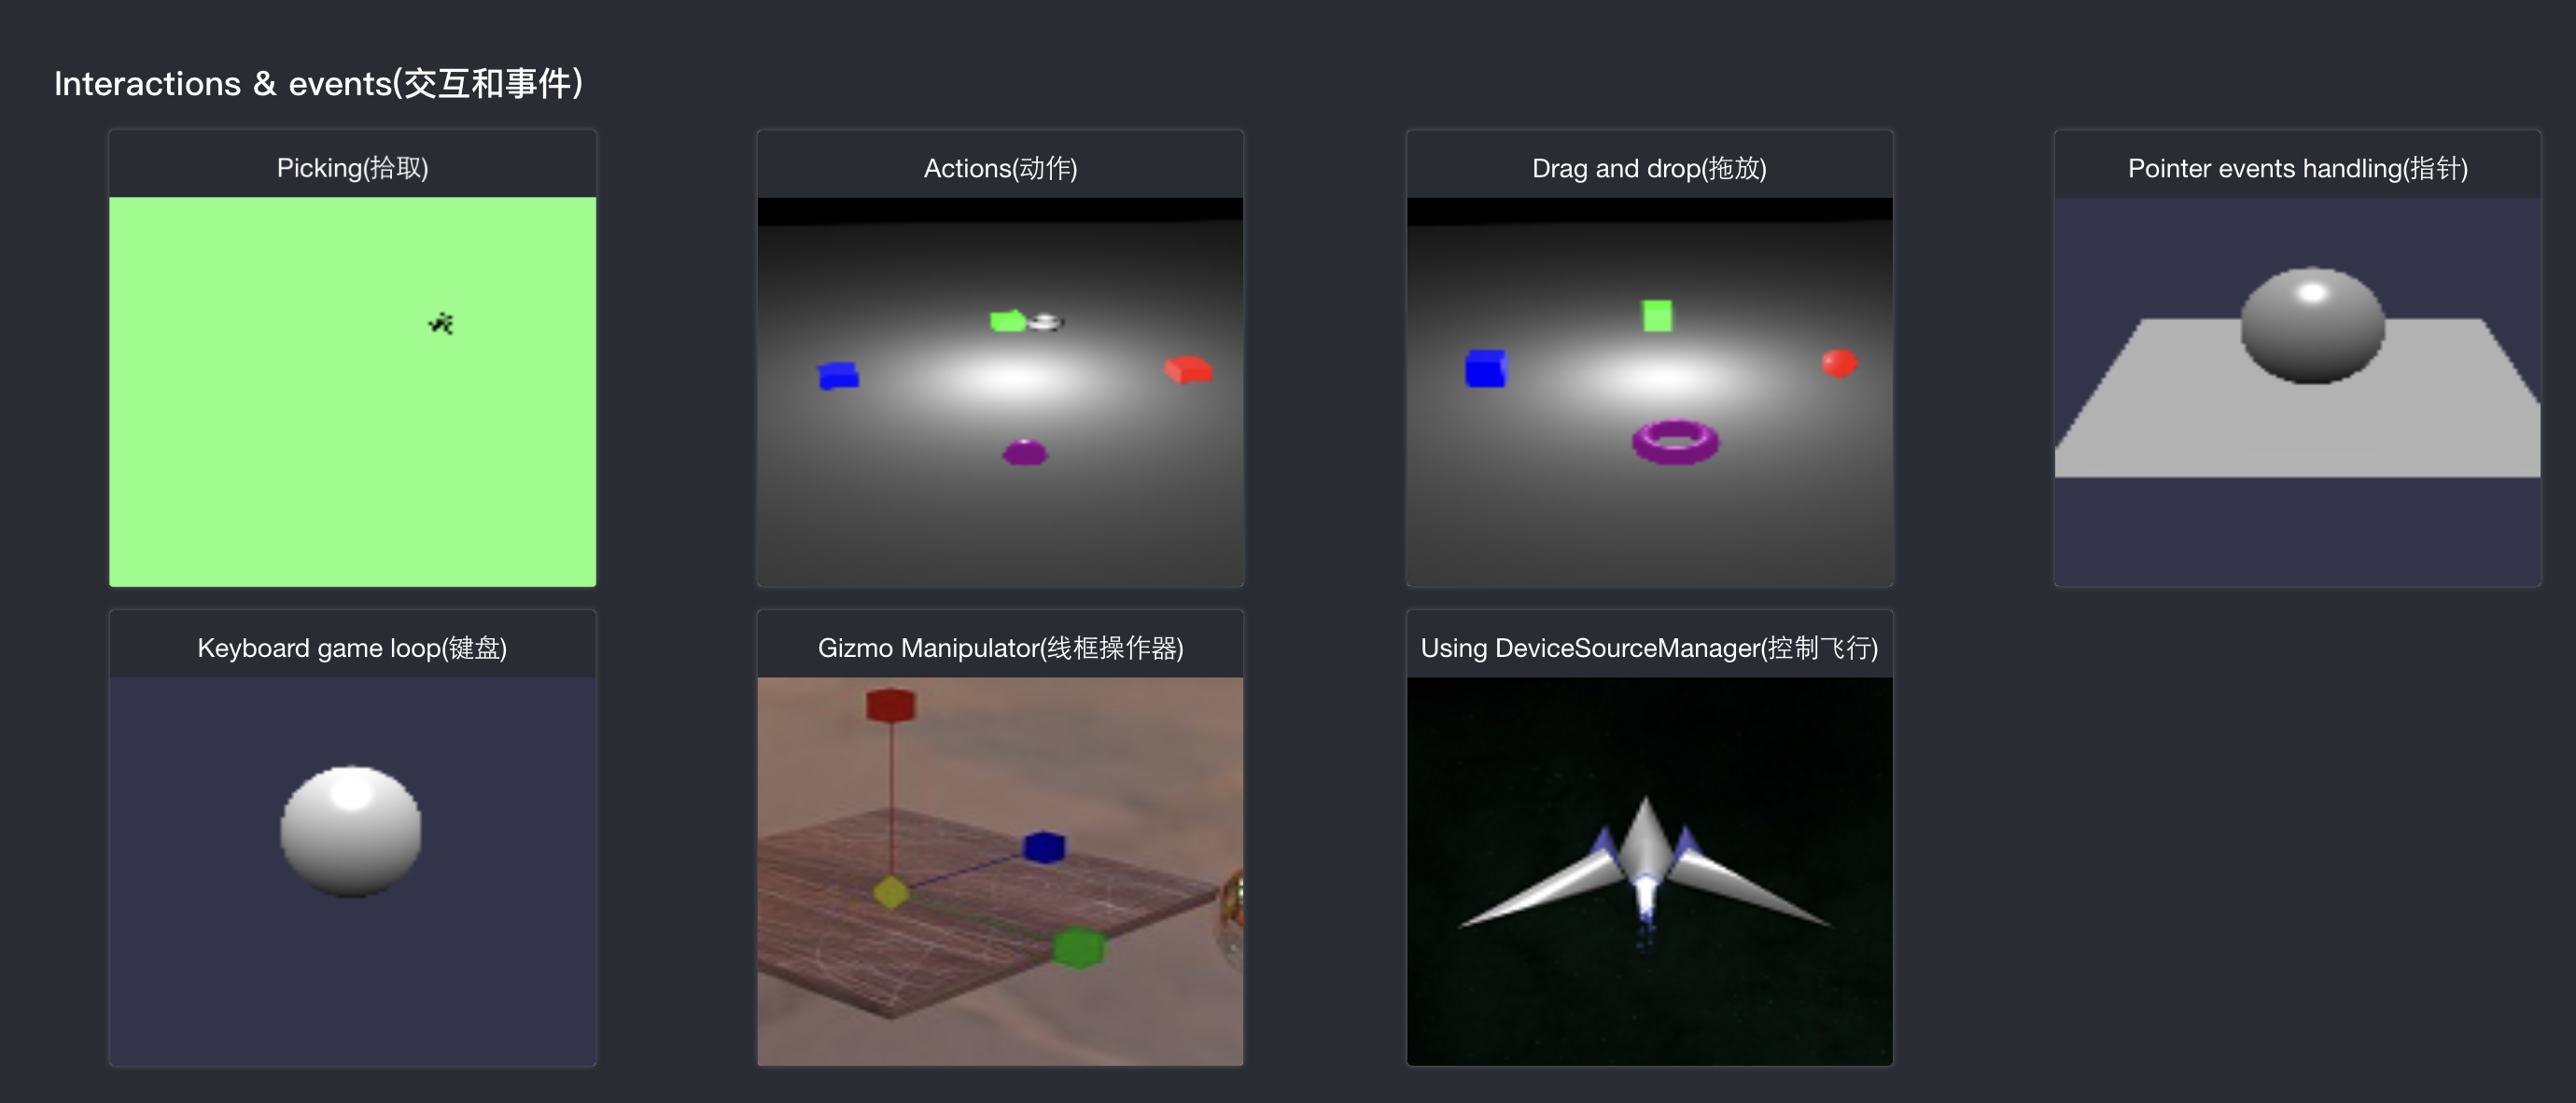 Interactions & events(交互和事件)
Picking(拾取)
Actions(动作)
Drag and drop(拖放)
Pointer events handling(指针)
Keyboard game loop(键盘)
Gizmo Manipulator(线框操作器)
Using DeviceSourceManager(控制飞行)